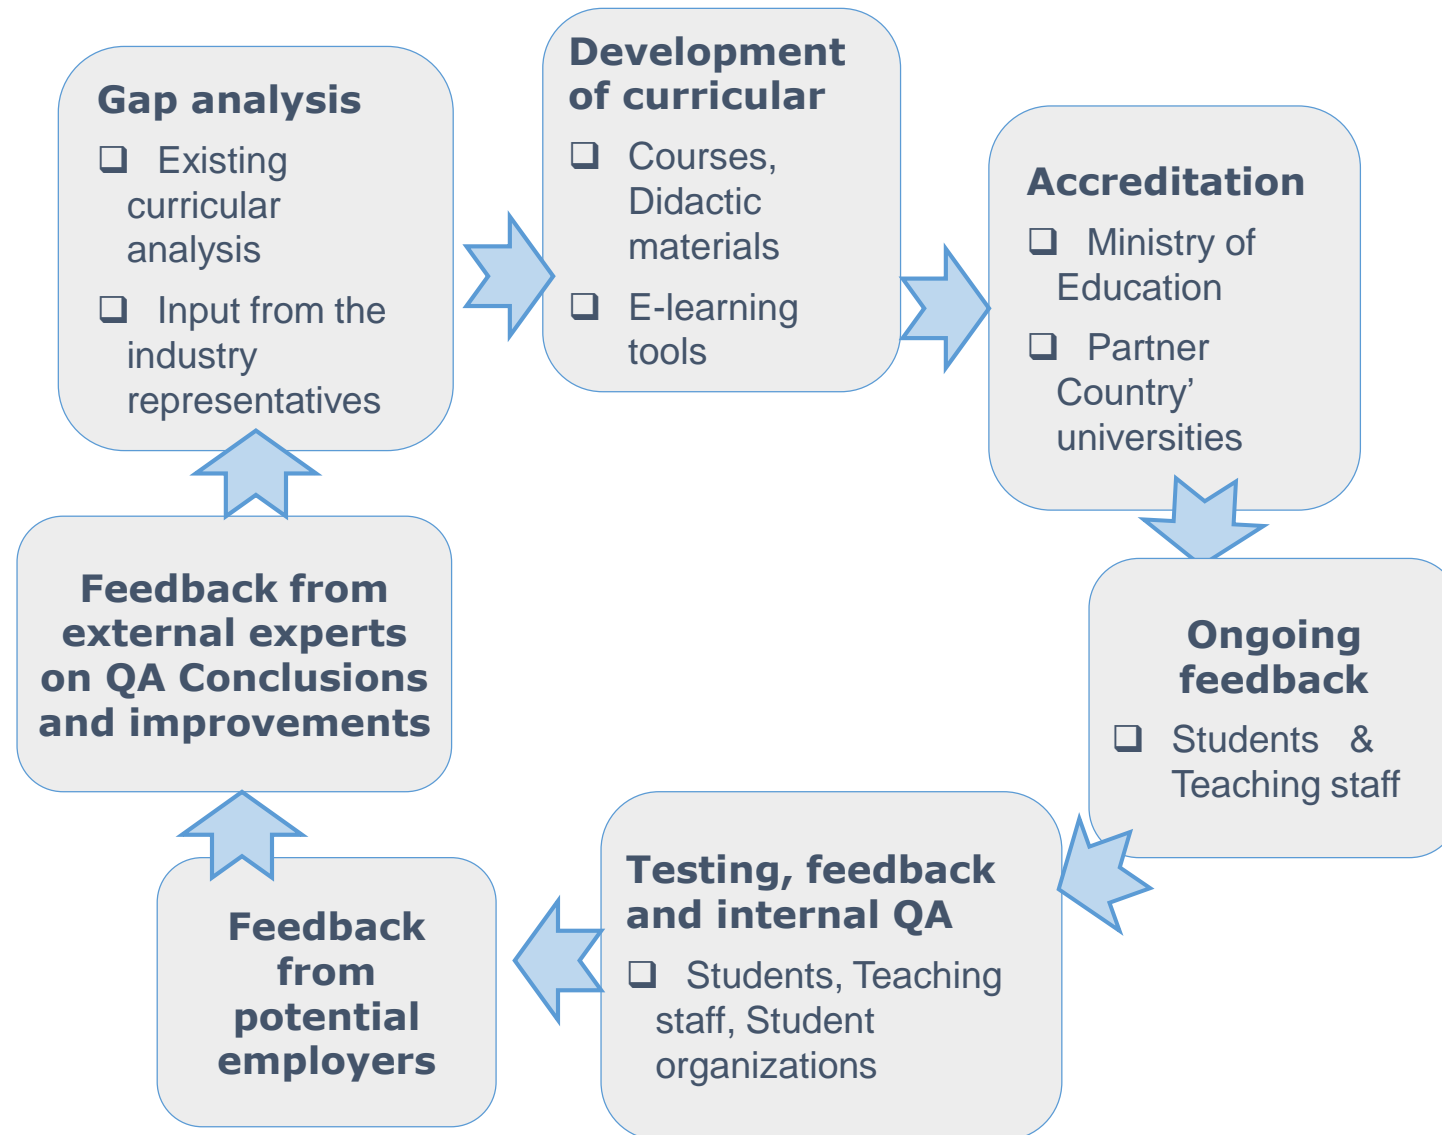 Gap analysis
❑ Existing
curricular
analysis
❑ Input from the
industry
representatives
Development
of curricular
❑ Courses,
Didactic
materials
❑ E-learning
tools
Accreditation
❑ Ministry of
Education
❑ Partner
Country’
universities
Ongoing
feedback
❑ Students &
Teaching staff
Testing, feedback
and internal QA
❑ Students, Teaching
staff, Student
organizations
Feedback
from
potential
employers
Feedback from
external experts
on QA Conclusions
and improvements